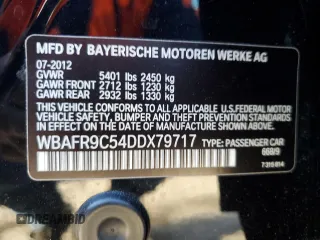 MFD BY BAYERISCHE MOTOREN WERKE AG
07-2012
GVWR 5401 lbs 2450 kg
GAWR FRONT 2712 lbs 1230 kg
GAWR REAR 2932 lbs 1330 kg
THIS VEHICLE CONFORMS TO ALL APPLICABLE
U.S. FEDERAL MOTOR VEHICLE SAFETY,
BUMPER, AND THEFT PREVENTION STANDARDS
IN EFFECT ON THE DATE OF MANUFACTURE
SHOWN ABOVE.
WBAFR9C54DDX79717 TYPE: PASSENGER CAR
668/9